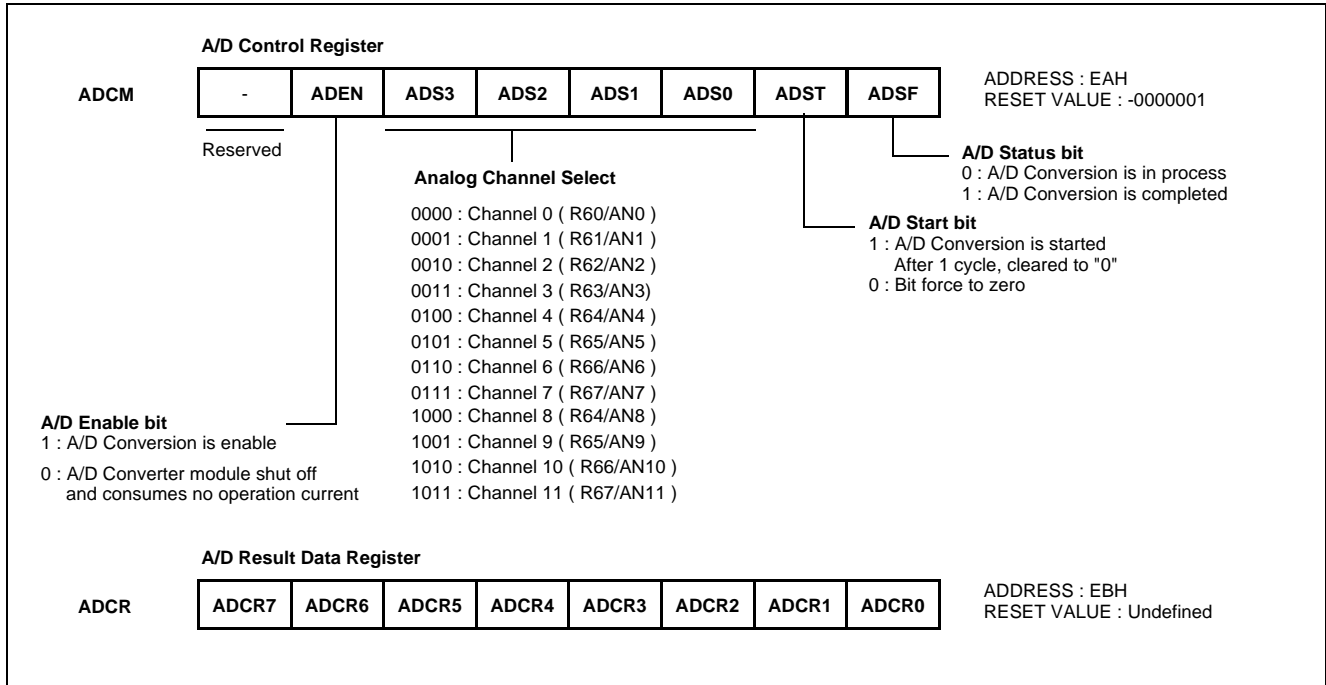 A/D Control Register
ADCM - ADEN ADS3 ADS2 ADS1 ADS0 ADST ADSF
ADDRESS : EAH
RESET VALUE : -0000001
Reserved
A/D Status bit
0 : A/D Conversion is in process
1 : A/D Conversion is completed
Analog Channel Select
0000 : Channel 0 ( R60/AN0 )
0001 : Channel 1 ( R61/AN1 )
0010 : Channel 2 ( R62/AN2 )
0011 : Channel 3 ( R63/AN3)
0100 : Channel 4 ( R64/AN4 )
0101 : Channel 5 ( R65/AN5 )
0110 : Channel 6 ( R66/AN6 )
0111 : Channel 7 ( R67/AN7 )
1000 : Channel 8 ( R64/AN8 )
1001 : Channel 9 ( R65/AN9 )
1010 : Channel 10 ( R66/AN10 )
1011 : Channel 11 ( R67/AN11 )
A/D Start bit
1 : A/D Conversion is started
After 1 cycle, cleared to "0"
0 : Bit force to zero
A/D Enable bit
1 : A/D Conversion is enable
0 : A/D Converter module shut off
and consumes no operation current
A/D Result Data Register
ADCR ADCR7 ADCR6 ADCR5 ADCR4 ADCR3 ADCR2 ADCR1 ADCR0
ADDRESS : EBH
RESET VALUE : Undefined